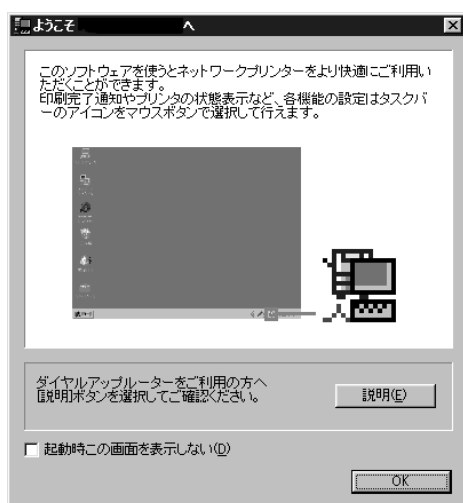 ようこそ へ
このソフトウェアを使うとネットワークプリンターをより快適にご利用い
ただくことができます。
印刷完了通知やプリンタの状態表示など、各機能の設定はタスクバ
ーのアイコンをマウスボタンで選択して行えます。
ダイヤルアップルーターをご利用の方へ
[説明]ボタンを選択してご確認ください。
説明(E)
起動時この画面を表示しない(D)
OK